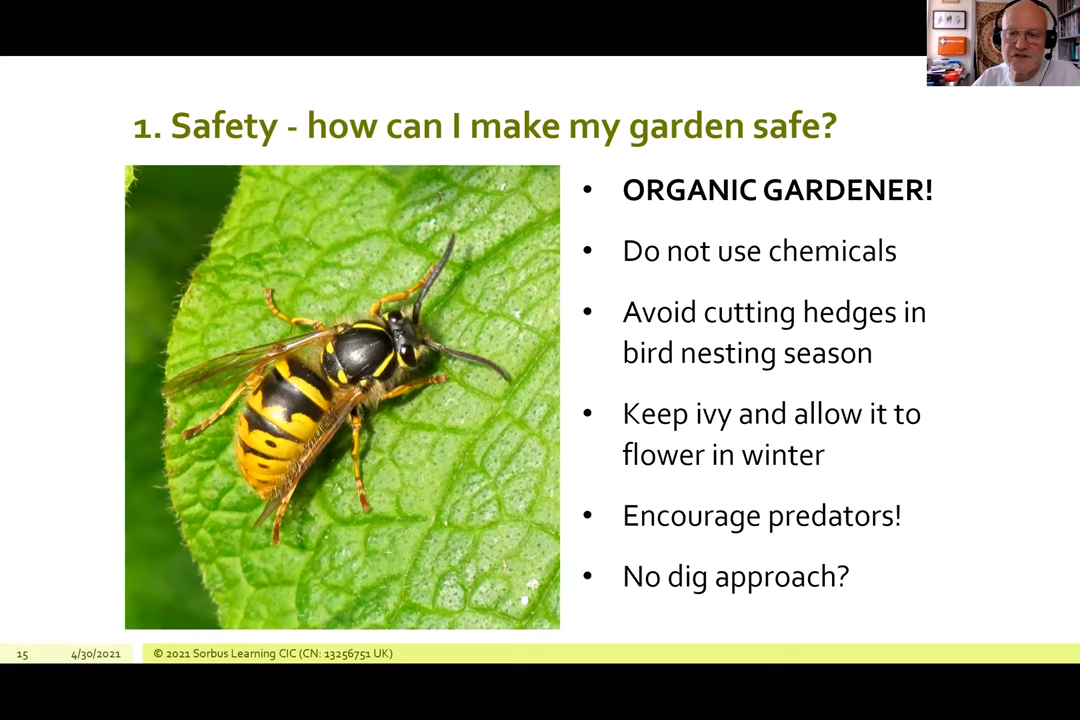 1. Safety - how can I make my garden safe?
• ORGANIC GARDENER!
• Do not use chemicals
• Avoid cutting hedges in
bird nesting season
• Keep ivy and allow it to
flower in winter
• Encourage predators!
• No dig approach?
15 4/30/2021 © 2021 Sorbus Learning CIC (CN: 13256751 UK)